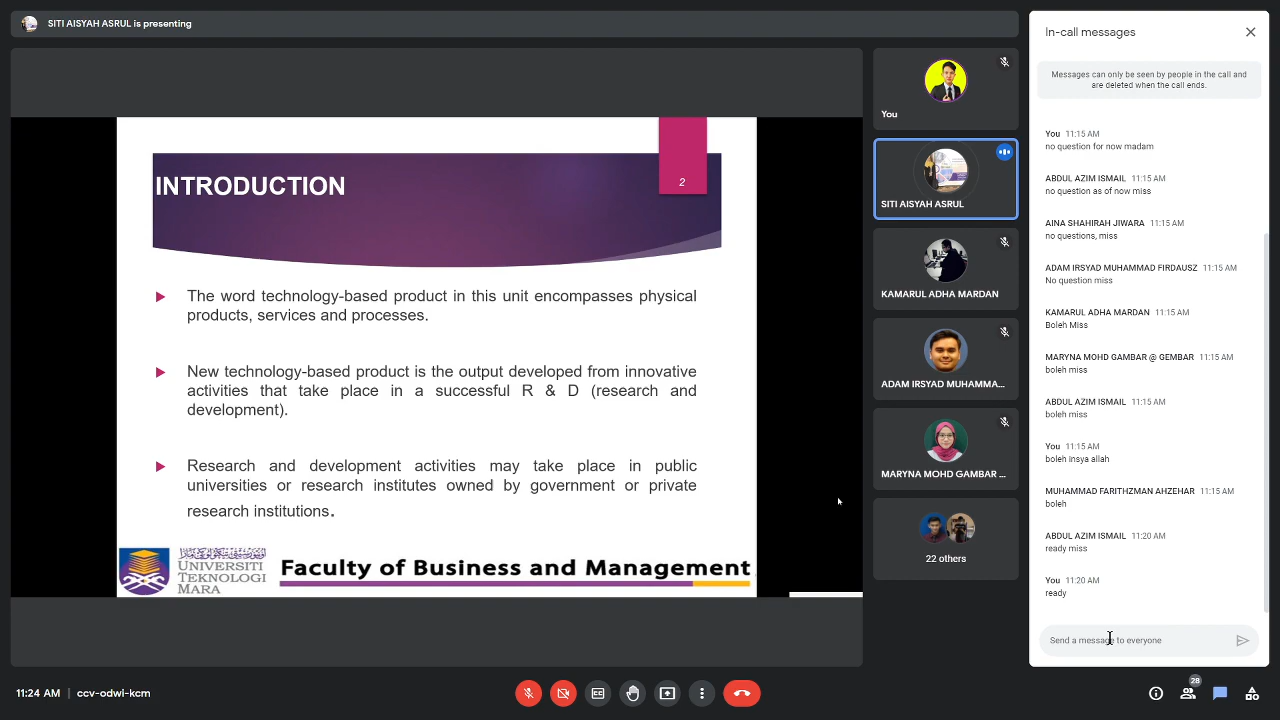 SITI AISYAH ASRUL is presenting
INTRODUCTION
2
The word technology-based product in this unit encompasses physical
products, services and processes.
New technology-based product is the output developed from innovative
activities that take place in a successful R & D (research and
development).
Research and development activities may take place in public
universities or research institutes owned by government or private
research institutions.
UNIVERSITI
TEKNOLOGI
MARA
Faculty of Business and Management
You
SITI AISYAH ASRUL
KAMARUL ADHA MARDAN
ADAM IRSYAD MUHAMMA...
MARYNA MOHD GAMBAR ...
22 others
In-call messages
Messages can only be seen by people in the call and
are deleted when the call ends.
You 11:15 AM
no question for now madam
ABDUL AZIM ISMAIL 11:15 AM
no question as of now miss
AINA SHAHIRAH JIWARA 11:15 AM
no questions, miss
ADAM IRSYAD MUHAMMAD FIRDAUSZ 11:15 AM
No question miss
KAMARUL ADHA MARDAN 11:15 AM
Boleh Miss
MARYNA MOHD GAMBAR @ GEMBAR 11:15 AM
boleh miss
ABDUL AZIM ISMAIL 11:15 AM
boleh miss
You 11:15 AM
boleh insya allah
MUHAMMAD FARITHZMAN AHZEHAR 11:15 AM
boleh
ABDUL AZIM ISMAIL 11:20 AM
ready miss
You 11:20 AM
ready
Send a message to everyone
11:24 AM | ccv-odwi-kcm
28